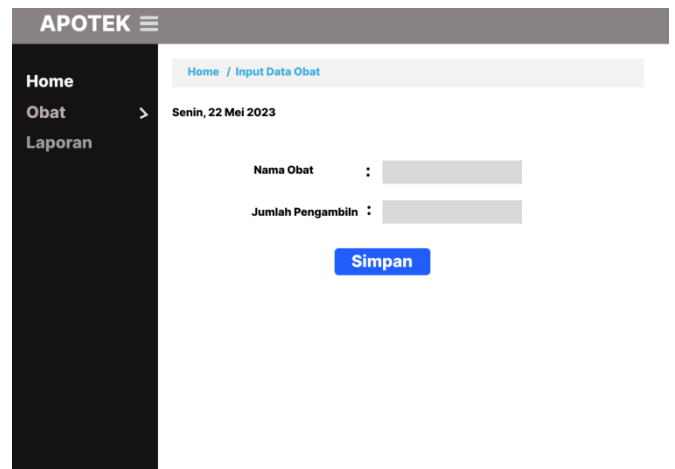 APOTEK
Home
Obat >
Laporan
Home / Input Data Obat
Senin, 22 Mei 2023
Nama Obat :
Jumlah Pengambiln :
Simpan